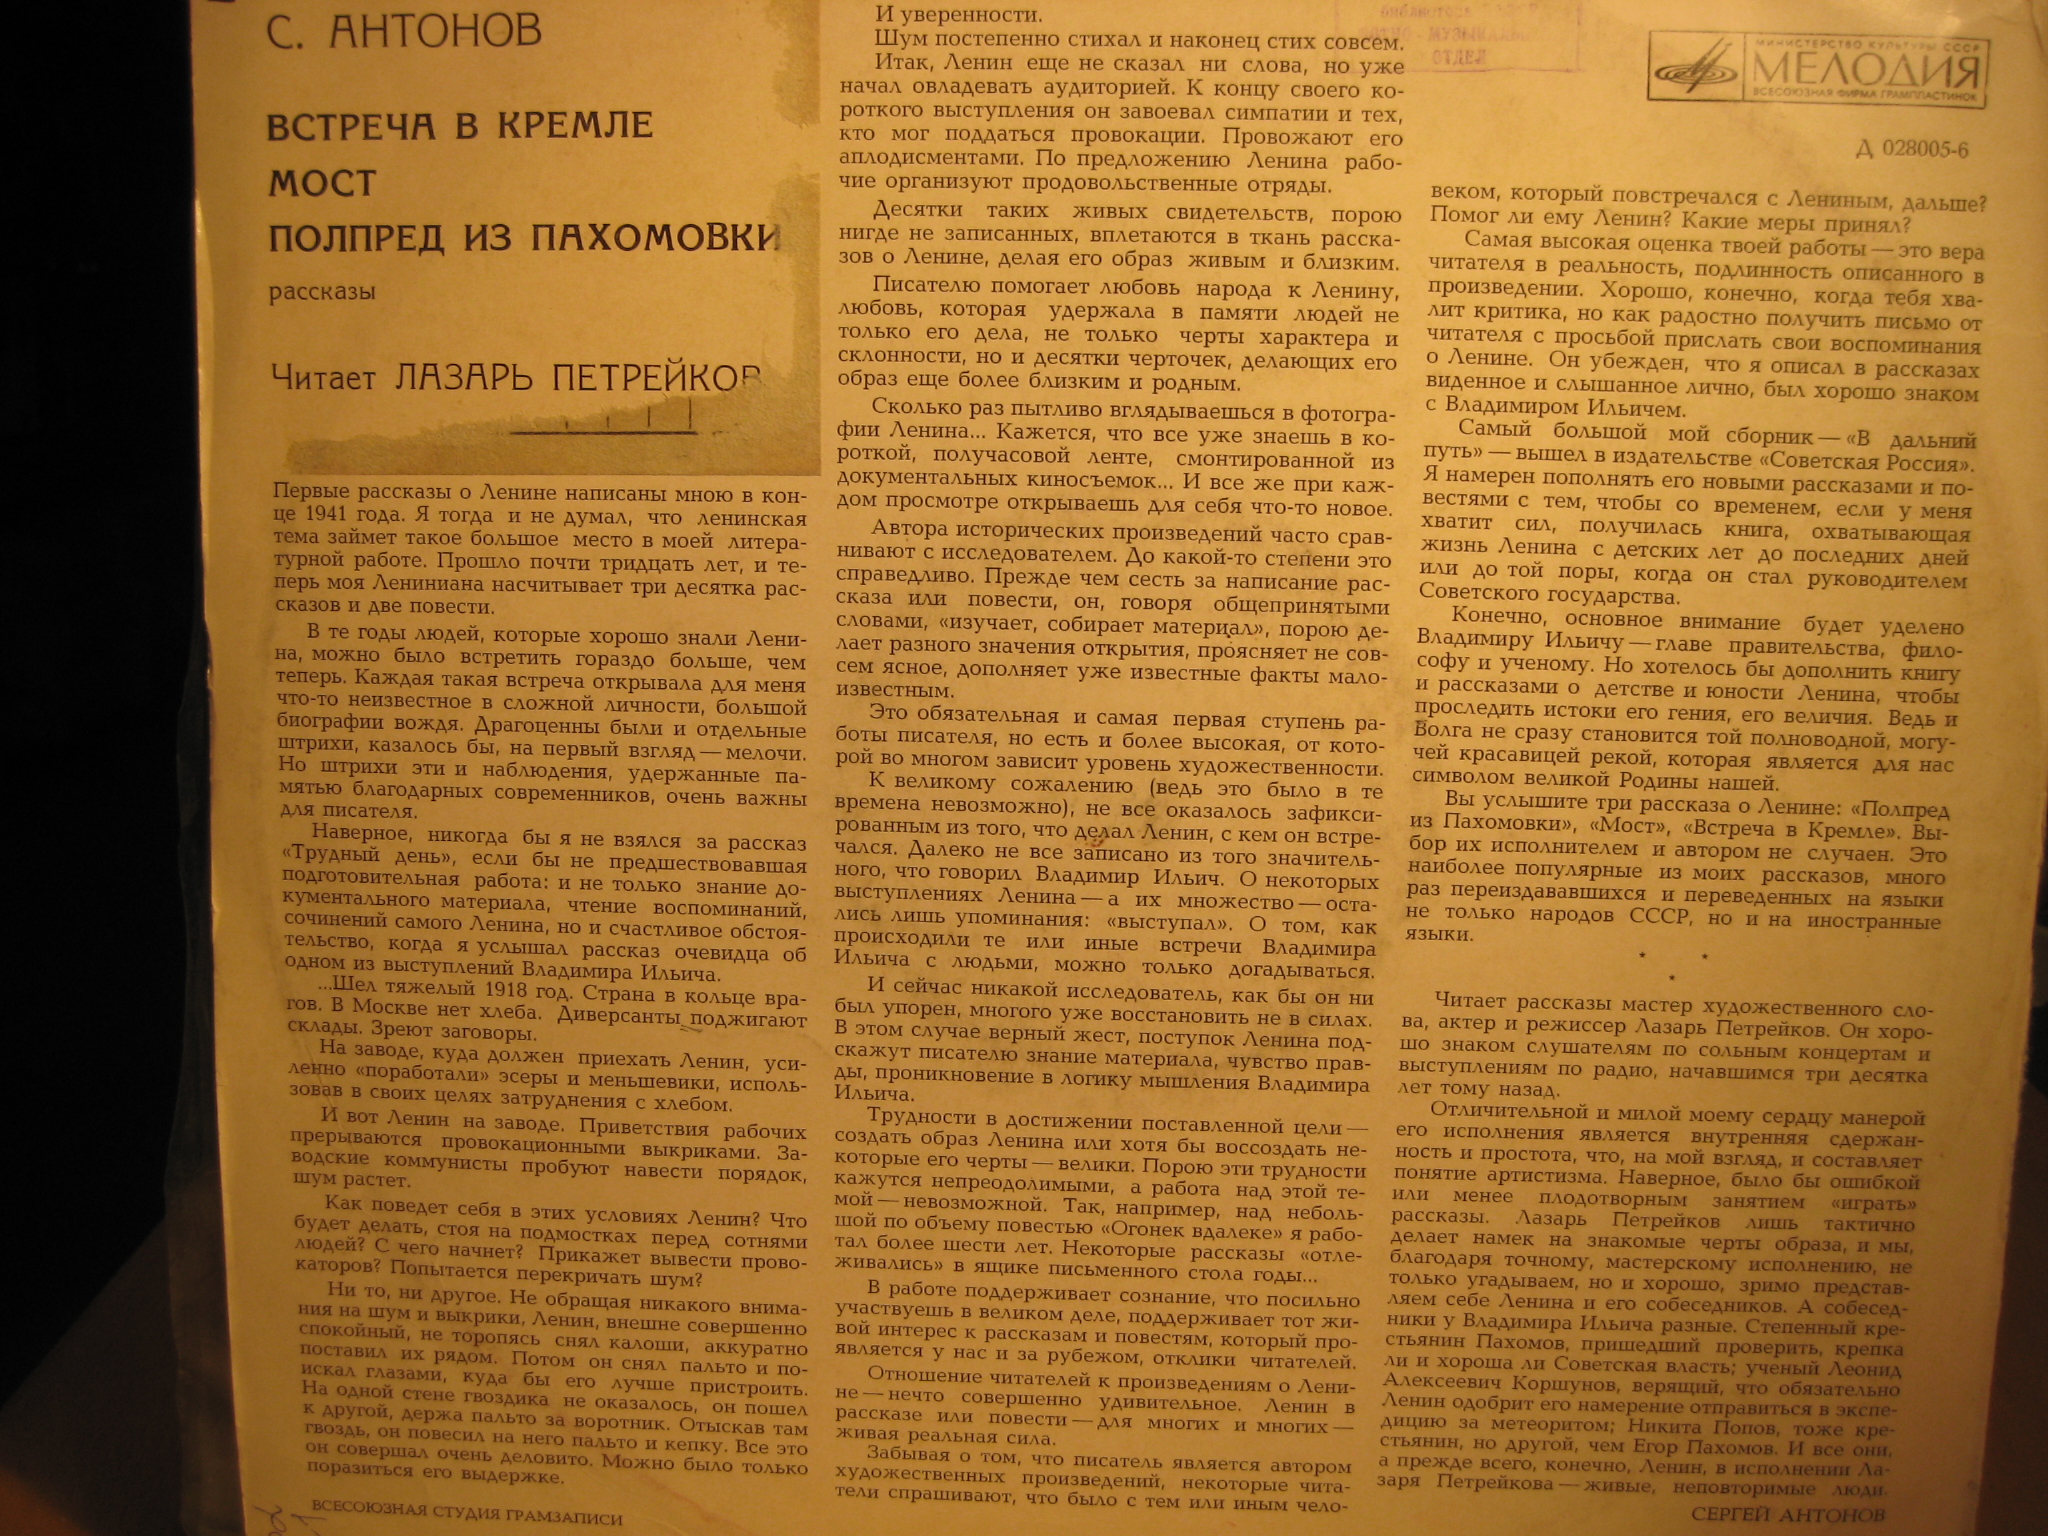 С. АНТОНОВ
ВСТРЕЧА В КРЕМЛЕ
МОСТ
ПОЛПРЕД ИЗ ПАХОМОВКИ
рассказы
Читает ЛАЗАРЬ ПЕТРЕЙКОВ
Первые рассказы о Ленине написаны мною в кон-
це 1941 года. Я тогда и не думал, что ленинская
тема займет такое большое место в моей литера-
турной работе. Прошло почти тридцать лет, и те-
перь моя Лениниана насчитывает три десятка рас-
сказов и две повести.
В те годы людей, которые хорошо знали Лени-
на, можно было встретить гораздо больше, чем
теперь. Каждая такая встреча открывала для меня
что-то неизвестное в сложной личности, большой
биографии вождя. Драгоценны были и отдельные
штрихи, казалось бы, на первый взгляд — мелочи.
Но штрихи эти и наблюдения, удержанные па-
мятью благодарных современников, очень важны
для писателя.
Наверное, никогда бы я не взялся за рассказ
«Трудный день», если бы не предшествовавшая
подготовительная работа: и не только знание до-
кументального материала, чтение воспоминаний,
сочинений самого Ленина, но и счастливое обстоя-
тельство, когда я услышал рассказ очевидца об
одном из выступлений Владимира Ильича.
...Шел тяжелый 1918 год. Страна в кольце вра-
гов. В Москве нет хлеба. Диверсанты поджигают
склады. Зреют заговоры.
На заводе, куда должен приехать Ленин, уси-
ленно «поработали» эсеры и меньшевики, исполь-
зовав в своих целях затруднения с хлебом.
И вот Ленин на заводе. Приветствия рабочих
прерываются провокационными выкриками. За-
водские коммунисты пробуют навести порядок,
шум растет.
Как поведет себя в этих условиях Ленин? Что
будет делать, стоя на подмостках перед сотнями
людей? С чего начнет? Прикажет вывести прово-
каторов? Попытается перекричать шум?
Ни то, ни другое. Не обращая никакого внима-
ния на шум и выкрики, Ленин, внешне совершенно
спокойный, не торопясь снял калоши, аккуратно
поставил их рядом. Потом он снял пальто и по-
искал глазами, куда бы его лучше пристроить.
На одной стене гвоздика не оказалось, он пошел
к другой, держа пальто за воротник. Отыскав там
гвоздь, он повесил на него пальто и кепку. Все это
он совершал очень деловито. Можно было только
поразиться его выдержке.
ВСЕСОЮЗНАЯ СТУДИЯ ГРАМЗАПИСИ
И уверенности.
Шум постепенно стихал и наконец стих совсем.
Итак, Ленин еще не сказал ни слова, но уже
начал овладевать аудиторией. К концу своего ко-
роткого выступления он завоевал симпатии и тех,
кто мог поддаться провокации. Провожают его
аплодисментами. По предложению Ленина рабо-
чие организуют продовольственные отряды.
Десятки таких живых свидетельств, порою
нигде не записанных, вплетаются в ткань расска-
зов о Ленине, делая его образ живым и близким.
Писателю помогает любовь народа к Ленину,
любовь, которая удержала в памяти людей не
только его дела, не только черты характера и
склонности, но и десятки черточек, делающих его
образ еще более близким и родным.
Сколько раз пытливо вглядываешься в фотогра-
фии Ленина... Кажется, что все уже знаешь в ко-
роткой, получасовой ленте, смонтированной из
документальных киносъемок... И все же при каж-
дом просмотре открываешь для себя что-то новое.
Автора исторических произведений часто срав-
нивают с исследователем. До какой-то степени это
справедливо. Прежде чем сесть за написание рас-
сказа или повести, он, говоря общепринятыми
словами, «изучает, собирает материал», порою де-
лает разного значения открытия, проясняет не сов-
сем ясное, дополняет уже известные факты мало-
известным.
Это обязательная и самая первая ступень ра-
боты писателя, но есть и более высокая, от кото-
рой во многом зависит уровень художественности.
К великому сожалению (ведь это было в те
времена невозможно), не все оказалось зафикси-
рованным из того, что делал Ленин, с кем он встре-
чался. Далеко не все записано из того значитель-
ного, что говорил Владимир Ильич. О некоторых
выступлениях Ленина — а их множество — оста-
лись лишь упоминания: «выступал». О том, как
происходили те или иные встречи Владимира
Ильича с людьми, можно только догадываться.
И сейчас никакой исследователь, как бы он ни
был упорен, многого уже восстановить не в силах.
В этом случае верный жест, поступок Ленина под-
скажут писателю знание материала, чувство прав-
ды, проникновение в логику мышления Владимира
Ильича.
Трудности в достижении поставленной цели —
создать образ Ленина или хотя бы воссоздать не-
которые его черты — велики. Порою эти трудности
кажутся непреодолимыми, а работа над этой те-
мой — невозможной. Так, например, над неболь-
шой по объему повестью «Огонек вдалеке» я рабо-
тал более шести лет. Некоторые рассказы «отле-
живались» в ящике письменного стола годы...
В работе поддерживает сознание, что посильно
участвуешь в великом деле, поддерживает тот жи-
вой интерес к рассказам и повестям, который про-
является у нас и за рубежом, отклики читателей.
Отношение читателей к произведениям о Лени-
не — нечто совершенно удивительное. Ленин в
рассказе или повести — для многих и многих —
живая реальная сила.
Забывая о том, что писатель является автором
художественных произведений, некоторые чита-
тели спрашивают, что было с тем или иным чело-
МИНИСТЕРСТВО КУЛЬТУРЫ СССР
МЕЛОДИЯ
ВСЕСОЮЗНАЯ ФИРМА ГРАМПЛАСТИНОК
Д 028005-6
веком, который повстречался с Лениным, дальше?
Помог ли ему Ленин? Какие меры принял?
Самая высокая оценка твоей работы — это вера
читателя в реальность, подлинность описанного в
произведении. Хорошо, конечно, когда тебя хва-
лит критика, но как радостно получить письмо от
читателя с просьбой прислать свои воспоминания
о Ленине. Он убежден, что я описал в рассказах
виденное и слышанное лично, был хорошо знаком
с Владимиром Ильичем.
Самый большой мой сборник — «В дальний
путь» — вышел в издательстве «Советская Россия».
Я намерен пополнять его новыми рассказами и по-
вестями с тем, чтобы со временем, если у меня
хватит сил, получилась книга, охватывающая
жизнь Ленина с детских лет до последних дней
или до той поры, когда он стал руководителем
Советского государства.
Конечно, основное внимание будет уделено
Владимиру Ильичу — главе правительства, фило-
софу и ученому. Но хотелось бы дополнить книгу
и рассказами о детстве и юности Ленина, чтобы
проследить истоки его гения, его величия. Ведь и
Волга не сразу становится той полноводной, могу-
чей красавицей рекой, которая является для нас
символом великой Родины нашей.
Вы услышите три рассказа о Ленине: «Полпред
из Пахомовки», «Мост», «Встреча в Кремле». Вы-
бор их исполнителем и автором не случаен. Это
наиболее популярные из моих рассказов, много
раз переиздававшихся и переведенных на языки
не только народов СССР, но и на иностранные
языки.
* * *
Читает рассказы мастер художественного сло-
ва, актер и режиссер Лазарь Петрейков. Он хоро-
шо знаком слушателям по сольным концертам и
выступлениям по радио, начавшимся три десятка
лет тому назад.
Отличительной и милой моему сердцу манерой
его исполнения является внутренняя сдержан-
ность и простота, что, на мой взгляд, и составляет
понятие артистизма. Наверное, было бы ошибкой
или менее плодотворным занятием «играть»
рассказы. Лазарь Петрейков лишь тактично
делает намек на знакомые черты образа, и мы,
благодаря точному, мастерскому исполнению, не
только угадываем, но и хорошо, зримо представ-
ляем себе Ленина и его собеседников. А собесед-
ники у Владимира Ильича разные. Степенный кре-
стьянин Пахомов, пришедший проверить, крепка
ли и хороша ли Советская власть; ученый Леонид
Алексеевич Коршунов, верящий, что обязательно
Ленин одобрит его намерение отправиться в экспе-
дицию за метеоритом; Никита Попов, тоже кре-
стьянин, но другой, чем Егор Пахомов. И все они,
а прежде всего, конечно, Ленин, в исполнении Ла-
заря Петрейкова — живые, неповторимые люди.
СЕРГЕЙ АНТОНОВ